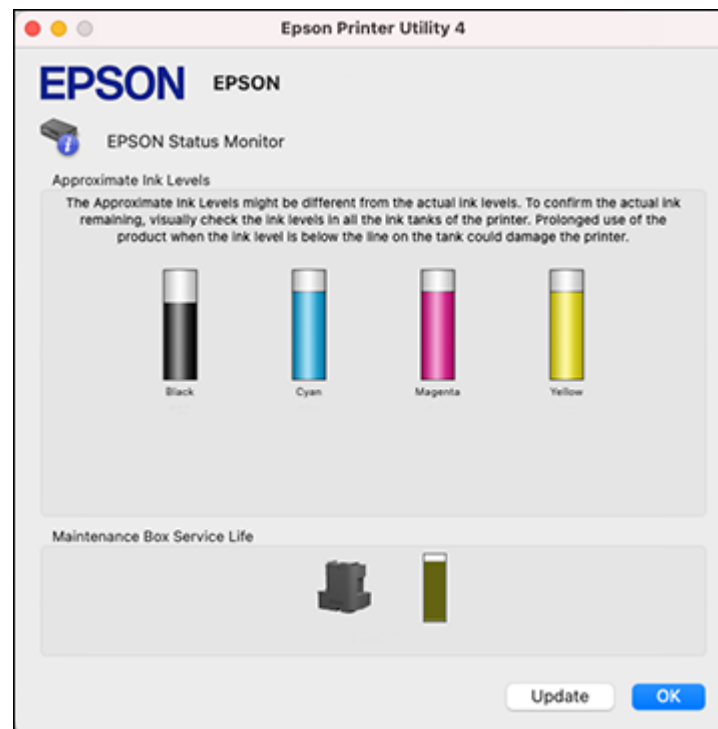 Epson Printer Utility 4
EPSON EPSON
EPSON Status Monitor
Approximate Ink Levels
The Approximate Ink Levels might be different from the actual ink levels. To confirm the actual ink
remaining, visually check the ink levels in all the ink tanks of the printer. Prolonged use of the
product when the ink level is below the line on the tank could damage the printer.
Black Cyan Magenta Yellow
Maintenance Box Service Life
Update OK